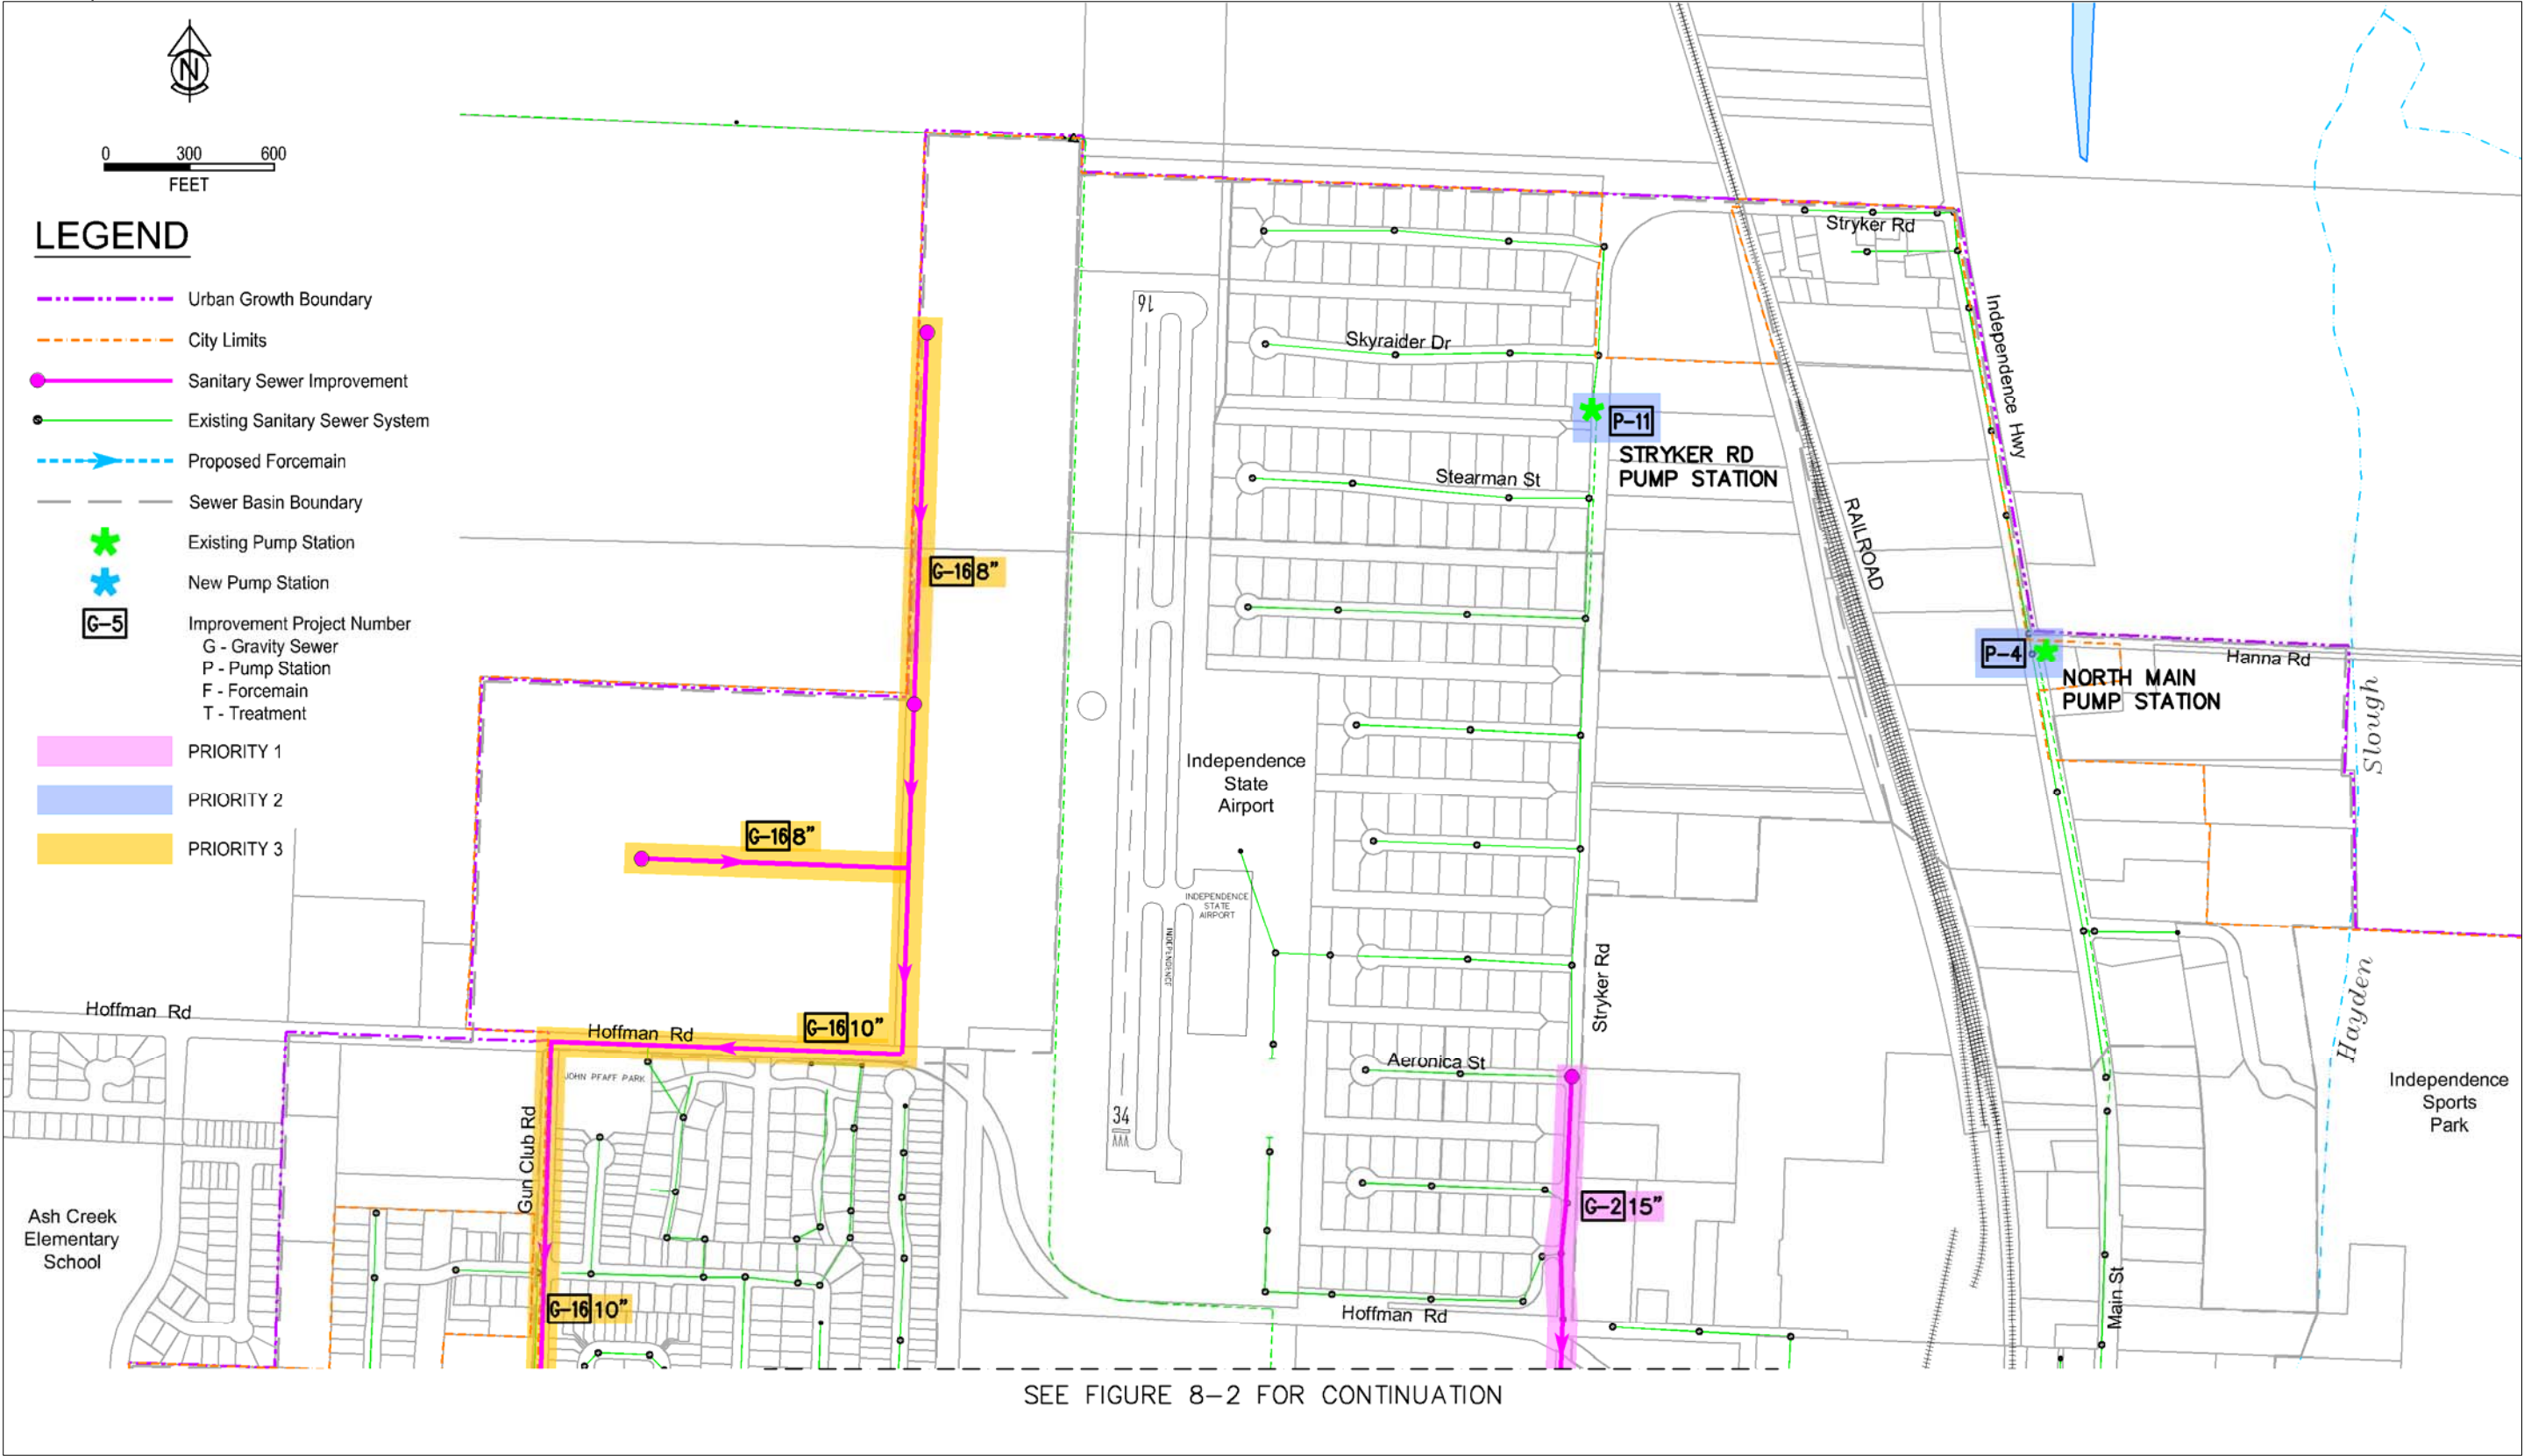 N
0 300 600
FEET
LEGEND
Urban Growth Boundary
City Limits
Sanitary Sewer Improvement
Existing Sanitary Sewer System
Proposed Forcemain
Sewer Basin Boundary
Existing Pump Station
New Pump Station
G-5 Improvement Project Number
G - Gravity Sewer
P - Pump Station
F - Forcemain
T - Treatment
PRIORITY 1
PRIORITY 2
PRIORITY 3
Stryker Rd
16
Independence Hwy
Skyraider Dr
P-11
STRYKER RD
PUMP STATION
Stearman St
RAILROAD
G-16 8"
P-4
NORTH MAIN
PUMP STATION
Hanna Rd
Slough
Independence
State
Airport
G-16 8"
INDEPENDENCE
STATE
AIRPORT
INDEPENDENCE
Stryker Rd
Hayden
Hoffman Rd
Hoffman Rd
G-16 10"
JOHN PFAFF PARK
Aeronica St
34
Independence
Sports
Park
Gun Club Rd
Ash Creek
Elementary
School
G-2 15"
G-16 10"
Hoffman Rd
Main St
SEE FIGURE 8-2 FOR CONTINUATION